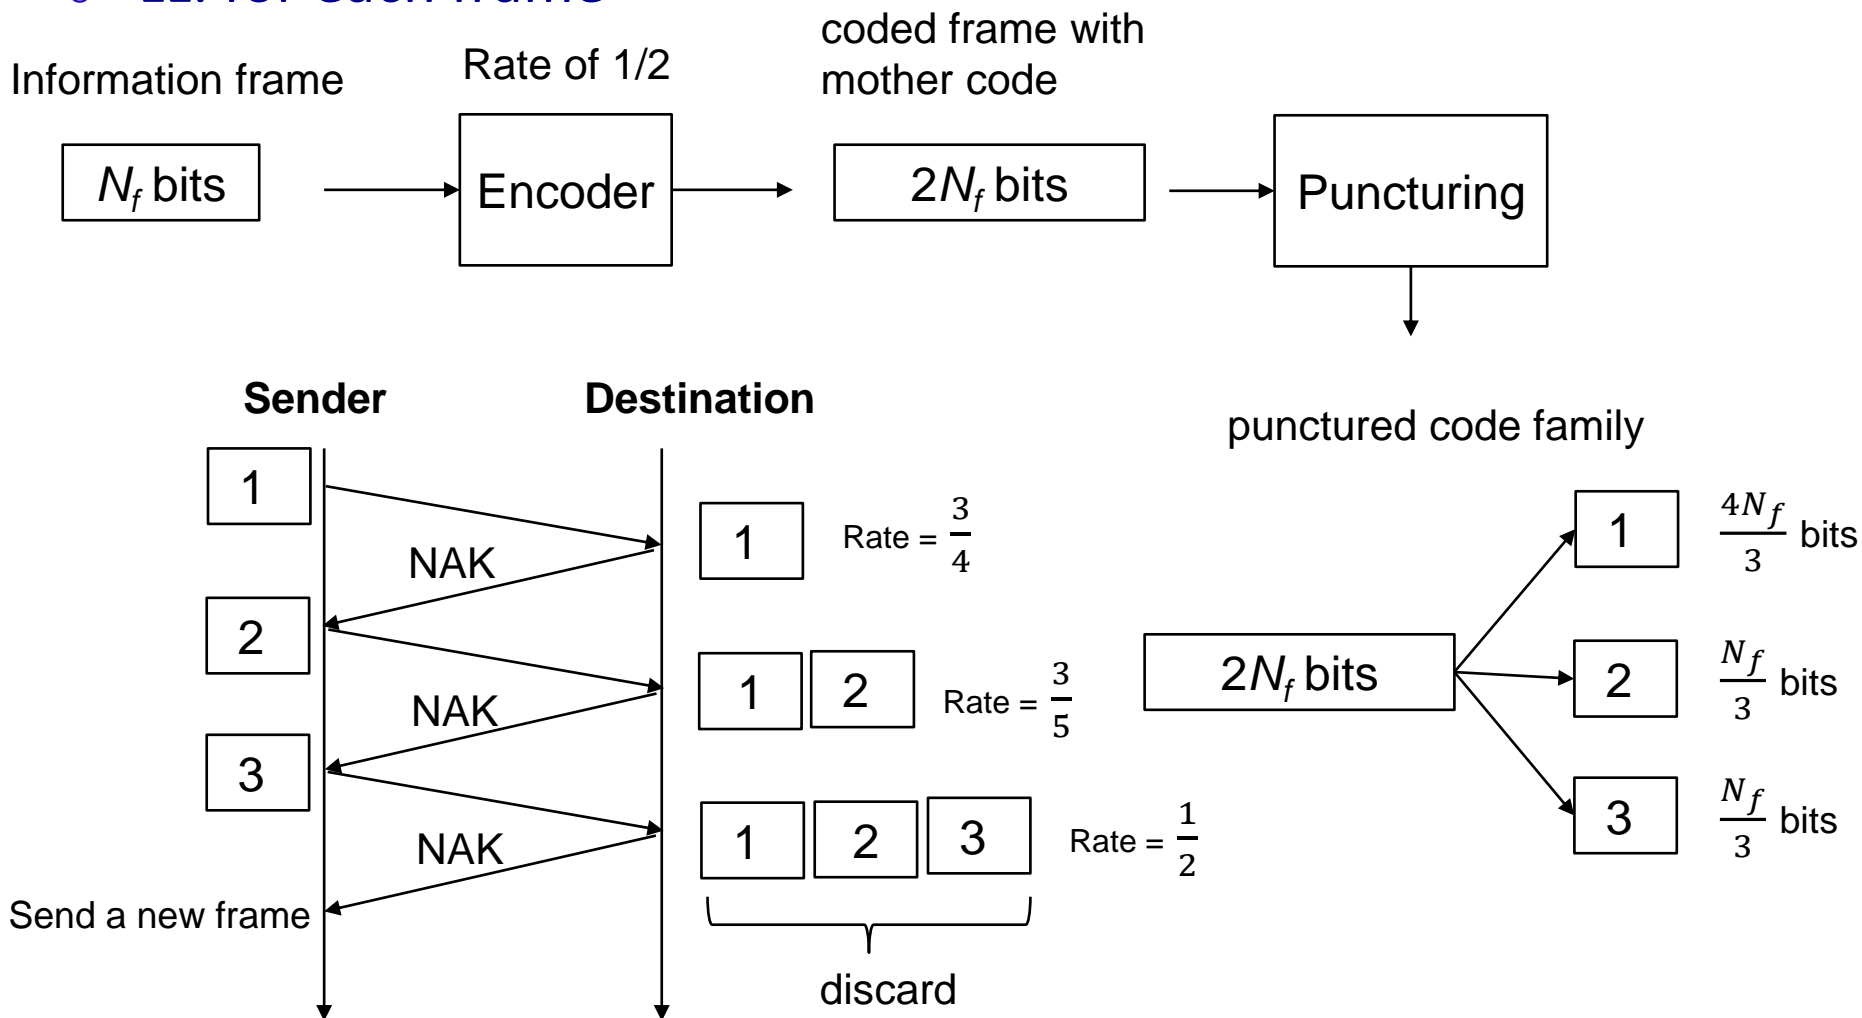 for each frame
Information frame
Rate of 1/2
coded frame with
mother code
N_f bits
Encoder
2N_f bits
Puncturing
Sender
Destination
punctured code family
1
NAK
2
NAK
3
NAK
Send a new frame
1
Rate = 3/4
1 2
Rate = 3/5
1 2 3
Rate = 1/2
discard
2N_f bits
1
4N_f/3 bits
2
N_f/3 bits
3
N_f/3 bits